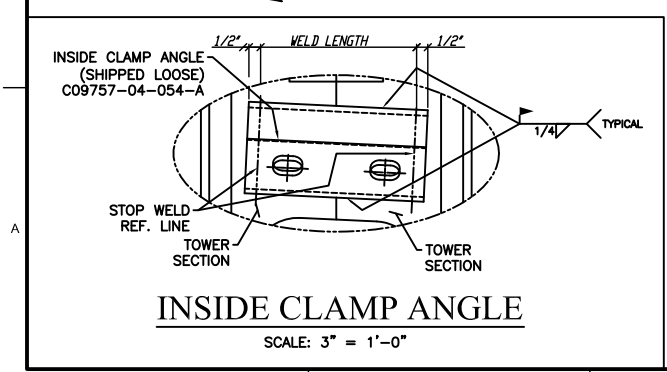 1/2" WELD LENGTH 1/2"
INSIDE CLAMP ANGLE
(SHIPPED LOOSE)
C09757-04-054-A
1/4
TYPICAL
A
STOP WELD
REF. LINE
TOWER
SECTION
TOWER
SECTION
INSIDE CLAMP ANGLE
SCALE: 3" = 1'-0"